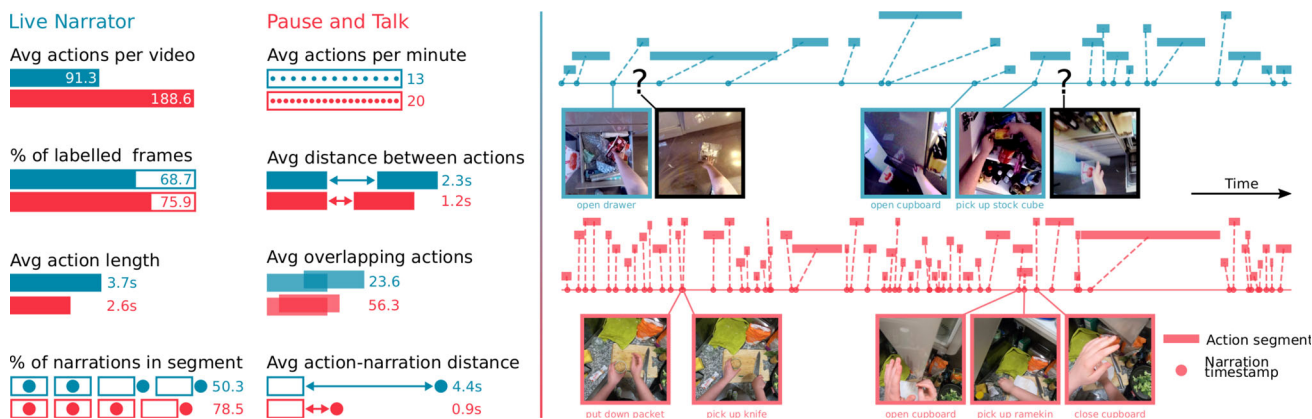 Live Narrator
Pause and Talk
Avg actions per video
91.3
188.6
Avg actions per minute
13
20
% of labelled frames
68.7
75.9
Avg distance between actions
2.3s
1.2s
Avg action length
3.7s
2.6s
Avg overlapping actions
23.6
56.3
% of narrations in segment
50.3
78.5
Avg action-narration distance
4.4s
0.9s
?
?
open drawer
open cupboard
pick up stock cube
Time
put down packet
pick up knife
open cupboard
pick up ramekin
close cupboard
Action segment
Narration
timestamp